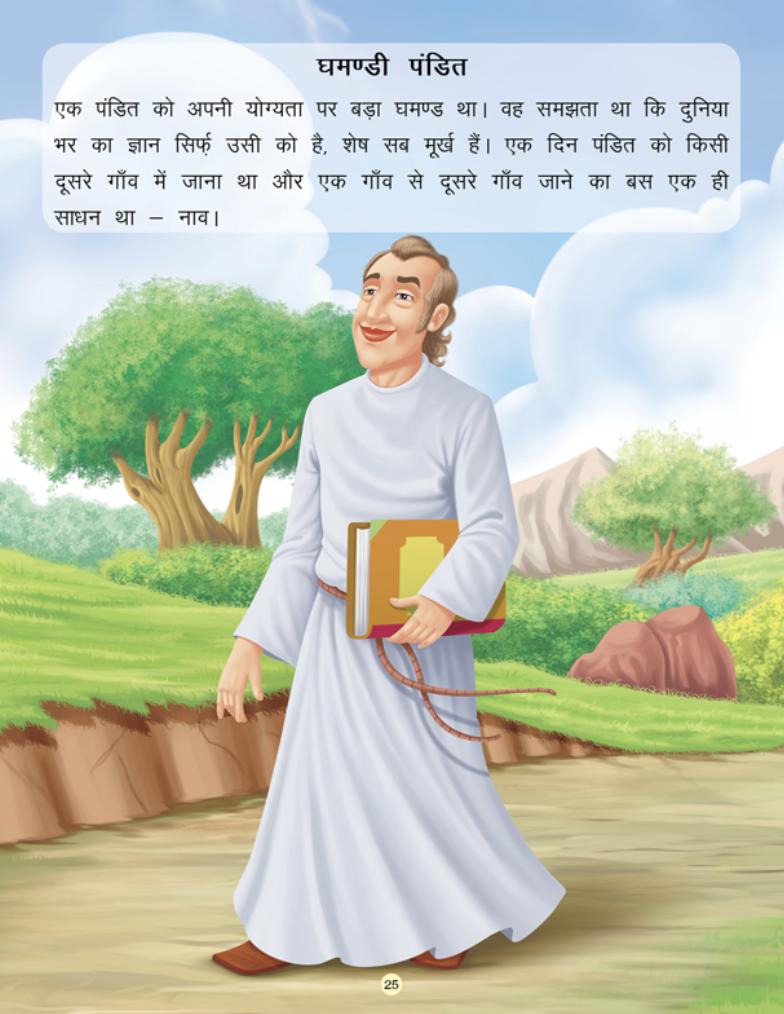 घमण्डी पंडित
एक पंडित को अपनी योग्यता पर बड़ा घमण्ड था। वह समझता था कि दुनिया
भर का ज्ञान सिर्फ़ उसी को है, शेष सब मूर्ख हैं। एक दिन पंडित को किसी
दूसरे गाँव में जाना था और एक गाँव से दूसरे गाँव जाने का बस एक ही
साधन था – नाव।
25